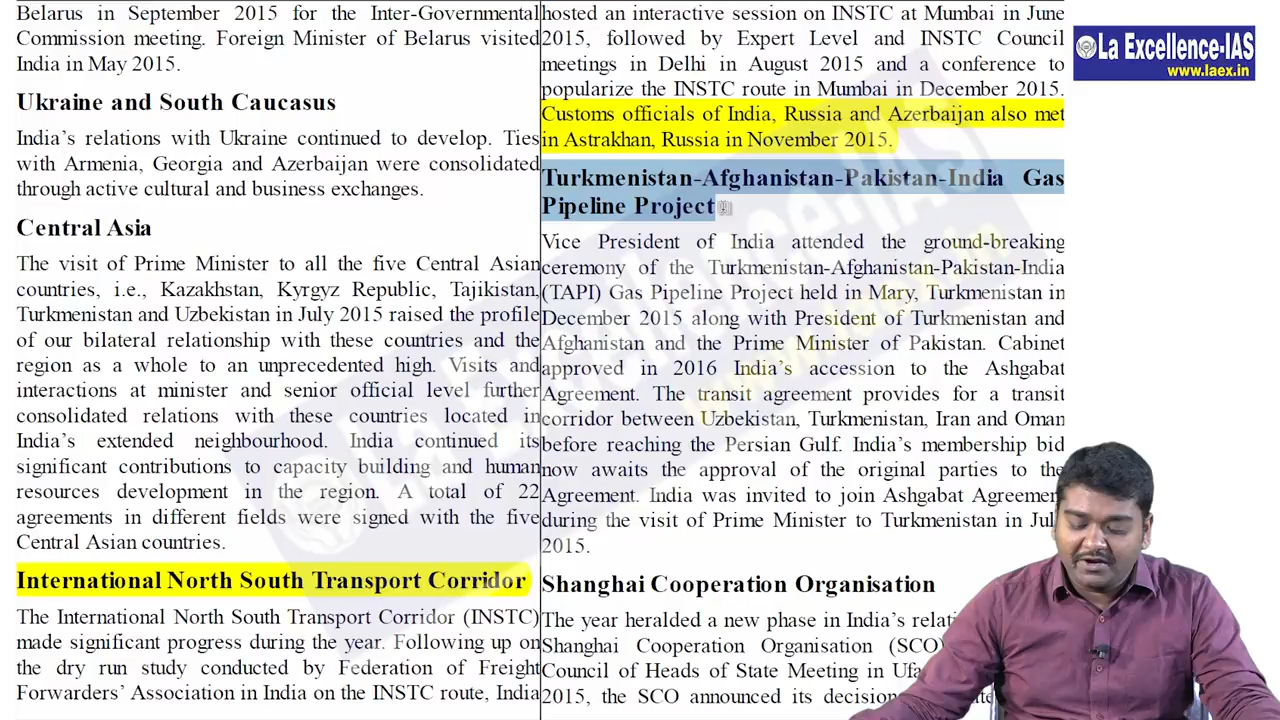 Belarus in September 2015 for the Inter-Governmental
Commission meeting. Foreign Minister of Belarus visited
India in May 2015.
Ukraine and South Caucasus
India’s relations with Ukraine continued to develop. Ties
with Armenia, Georgia and Azerbaijan were consolidated
through active cultural and business exchanges.
Central Asia
The visit of Prime Minister to all the five Central Asian
countries, i.e., Kazakhstan, Kyrgyz Republic, Tajikistan,
Turkmenistan and Uzbekistan in July 2015 raised the profile
of our bilateral relationship with these countries and the
region as a whole to an unprecedented high. Visits and
interactions at minister and senior official level further
consolidated relations with these countries located in
India’s extended neighbourhood. India continued its
significant contributions to capacity building and human
resources development in the region. A total of 22
agreements in different fields were signed with the five
Central Asian countries.
International North South Transport Corridor
The International North South Transport Corridor (INSTC)
made significant progress during the year. Following up on
the dry run study conducted by Federation of Freight
Forwarders’ Association in India on the INSTC route, India
hosted an interactive session on INSTC at Mumbai in June
2015, followed by Expert Level and INSTC Council
meetings in Delhi in August 2015 and a conference to
popularize the INSTC route in Mumbai in December 2015.
Customs officials of India, Russia and Azerbaijan also met
in Astrakhan, Russia in November 2015.
Turkmenistan-Afghanistan-Pakistan-India Gas
Pipeline Project
Vice President of India attended the ground-breaking
ceremony of the Turkmenistan-Afghanistan-Pakistan-India
(TAPI) Gas Pipeline Project held in Mary, Turkmenistan in
December 2015 along with President of Turkmenistan and
Afghanistan and the Prime Minister of Pakistan. Cabinet
approved in 2016 India’s accession to the Ashgabat
Agreement. The transit agreement provides for a transit
corridor between Uzbekistan, Turkmenistan, Iran and Oman
before reaching the Persian Gulf. India’s membership bid
now awaits the approval of the original parties to the
Agreement. India was invited to join Ashgabat Agreemen
during the visit of Prime Minister to Turkmenistan in Jul
2015.
Shanghai Cooperation Organisation
The year heralded a new phase in India’s relat
Shanghai Cooperation Organisation (SCO)
Council of Heads of State Meeting in Ufa
2015, the SCO announced its decision
La Excellence-IAS
www.laex.in